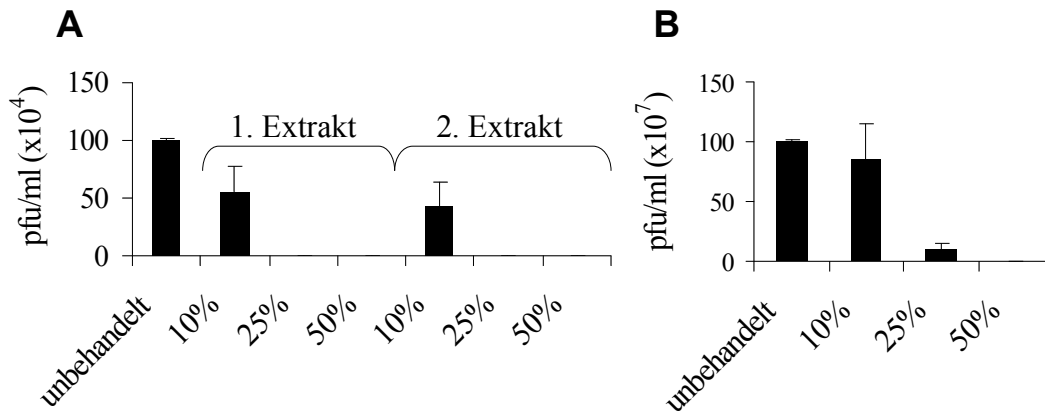 A
pfu/ml (x10⁴)
150
100
50
0
1. Extrakt
2. Extrakt
unbehandelt
10%
25%
50%
10%
25%
50%
B
pfu/ml (x10⁷)
150
100
50
0
unbehandelt
10%
25%
50%